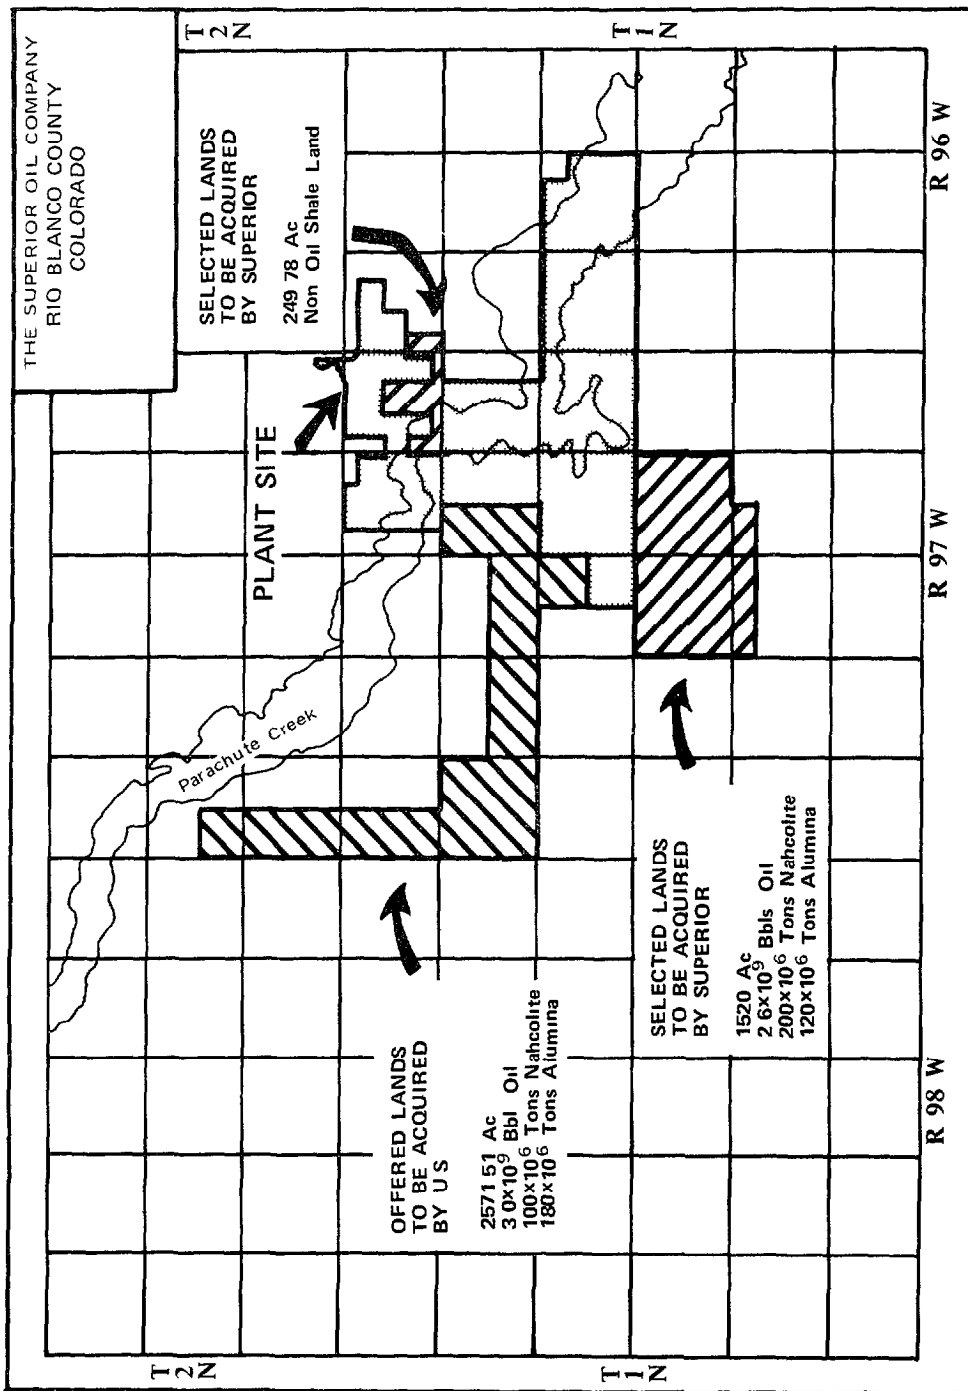 THE SUPERIOR OIL COMPANY
RIO BLANCO COUNTY
COLORADO
T
2
N
T
1
N
SELECTED LANDS
TO BE ACQUIRED
BY SUPERIOR
249 78 Ac
Non Oil Shale Land
PLANT SITE
Parachute Creek
OFFERED LANDS
TO BE ACQUIRED
BY U S
2571 51 Ac
3 0×10⁹ Bbl Oil
100×10⁶ Tons Nahcolite
180×10⁶ Tons Alumina
SELECTED LANDS
TO BE ACQUIRED
BY SUPERIOR
1520 Ac
2 6×10⁹ Bbls Oil
200×10⁶ Tons Nahcolite
120×10⁶ Tons Alumina
T
2
N
T
1
N
R 98 W
R 97 W
R 96 W